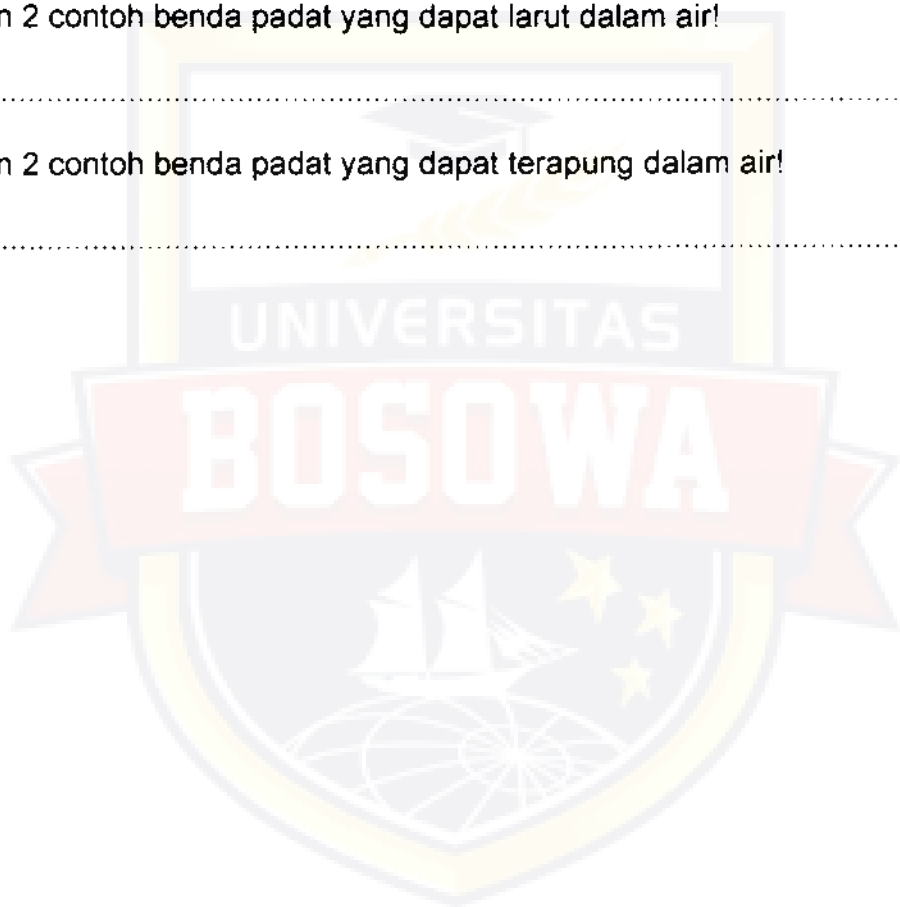 n 2 contoh benda padat yang dapat larut dalam air!
................................................................
n 2 contoh benda padat yang dapat terapung dalam air!
................................................................
UNIVERSITAS
BOSOWA